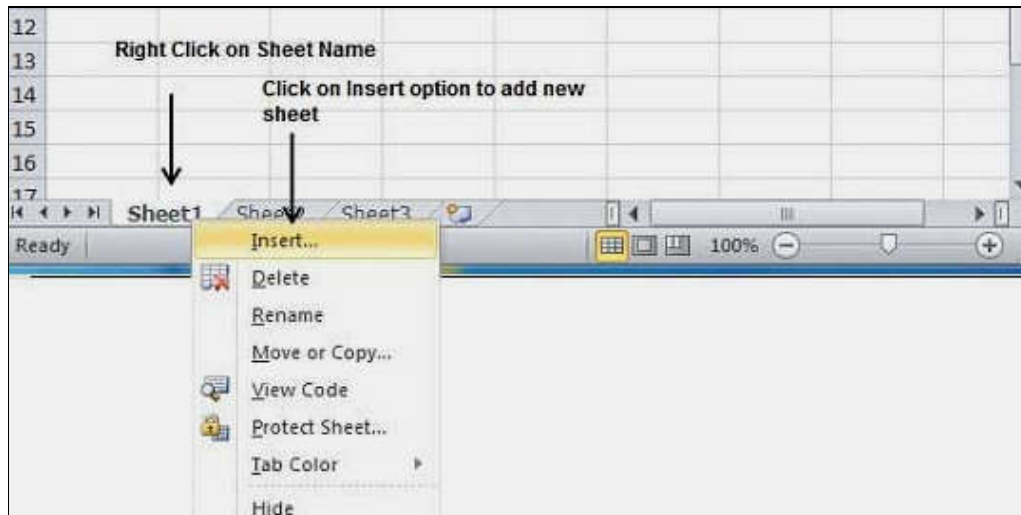 12
Right Click on Sheet Name
13
Click on Insert option to add new
14
sheet
15
16
17
Sheet1 Sheet2 Sheet3
Ready 100%
Insert...
Delete
Rename
Move or Copy...
View Code
Protect Sheet...
Tab Color
Hide